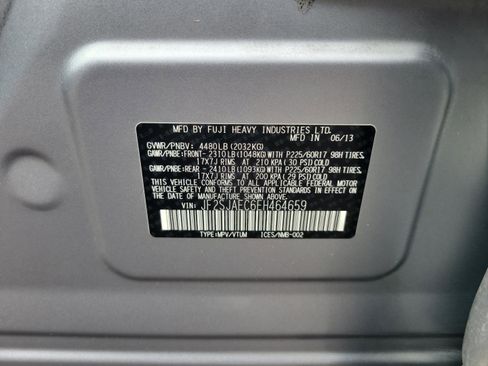 MFD BY FUJI HEAVY INDUSTRIES LTD.
MFD IN 06/13
GVWR/PNBV: 4480LB(2032KG)
GAWR/PNBE:FRONT- 2310LB(1048KG)WITH P225/60R17 98H TIRES,
17X7J RIMS AT 210 KPA(30 PSI)COLD
GAWR/PNBE:REAR - 2410LB(1093KG)WITH P225/60R17 98H TIRES,
17X7J RIMS AT 200 KPA(29 PSI)COLD
THIS VEHICLE CONFORMS TO ALL APPLICABLE FEDERAL MOTOR
VEHICLE SAFETY AND BUMPER STANDARDS IN EFFECT ON THE DATE
OF MANUFACTURE SHOWN ABOVE.
JF2SJAEC6EH464659
TYPE:MPV/VTUM ICES/NMB-002